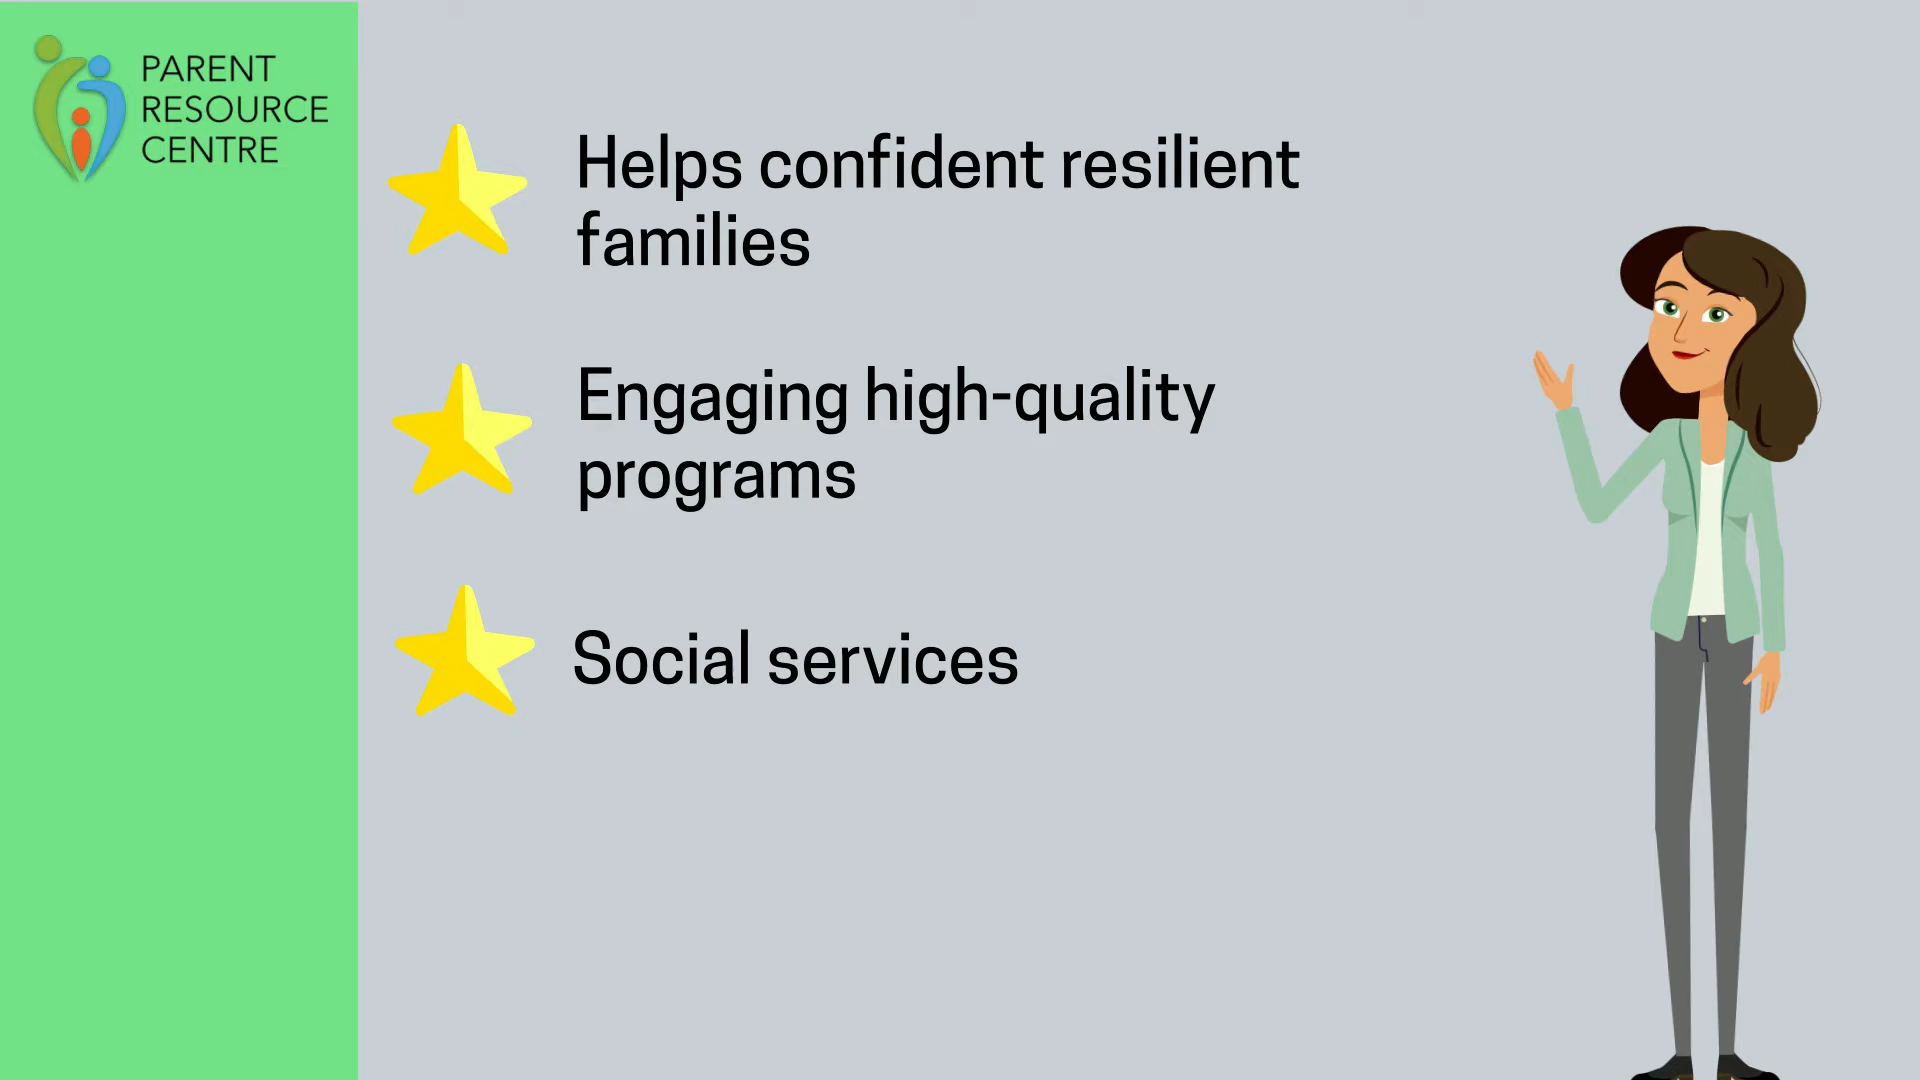 PARENT
RESOURCE
CENTRE
Helps confident resilient
families
Engaging high-quality
programs
Social services